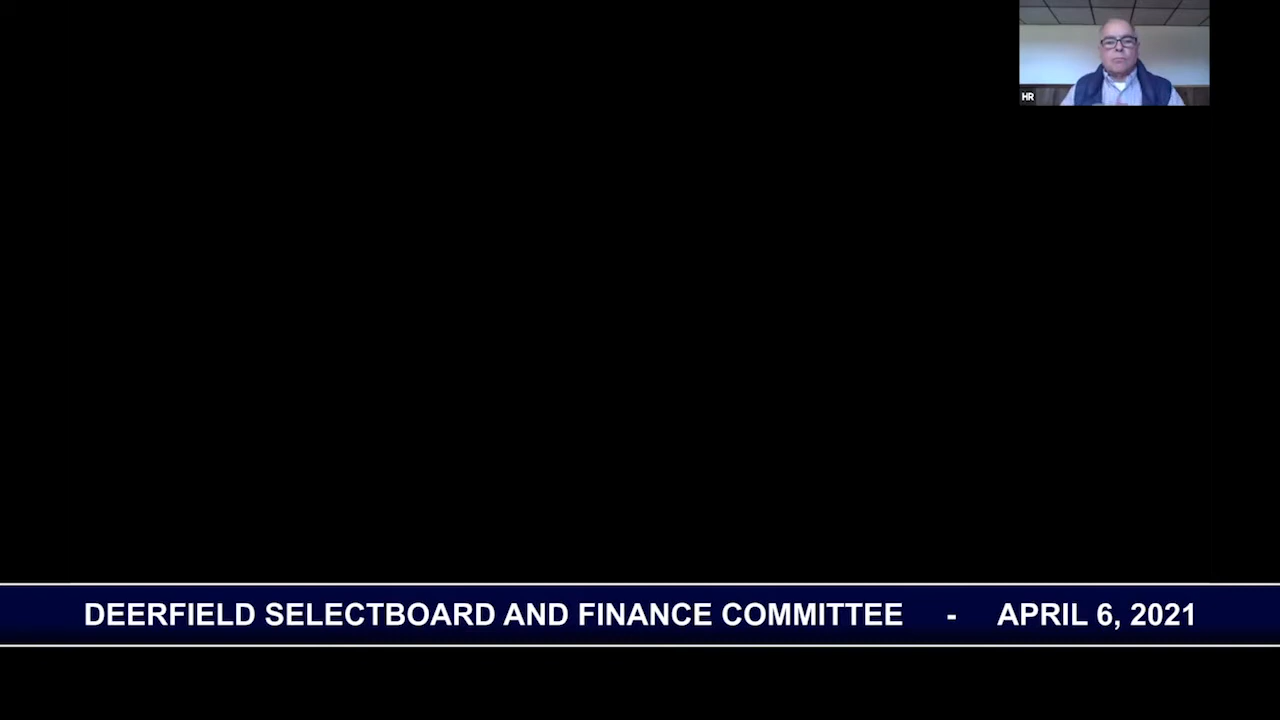 HR
DEERFIELD SELECTBOARD AND FINANCE COMMITTEE - APRIL 6, 2021